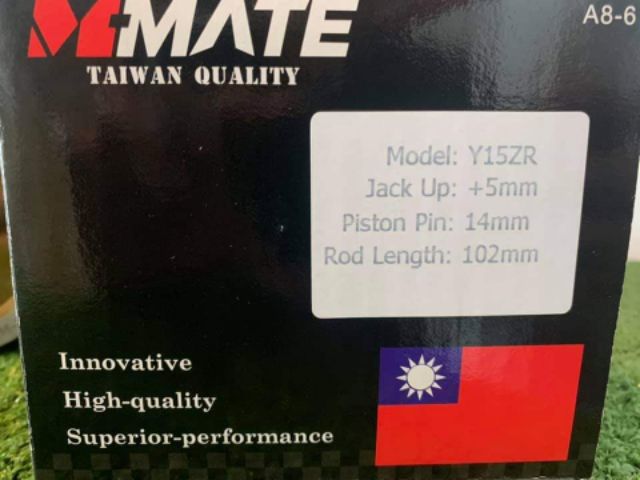 M-MATE
A8-6
TAIWAN QUALITY
Model: Y15ZR
Jack Up: +5mm
Piston Pin: 14mm
Rod Length: 102mm
Innovative
High-quality
Superior-performance